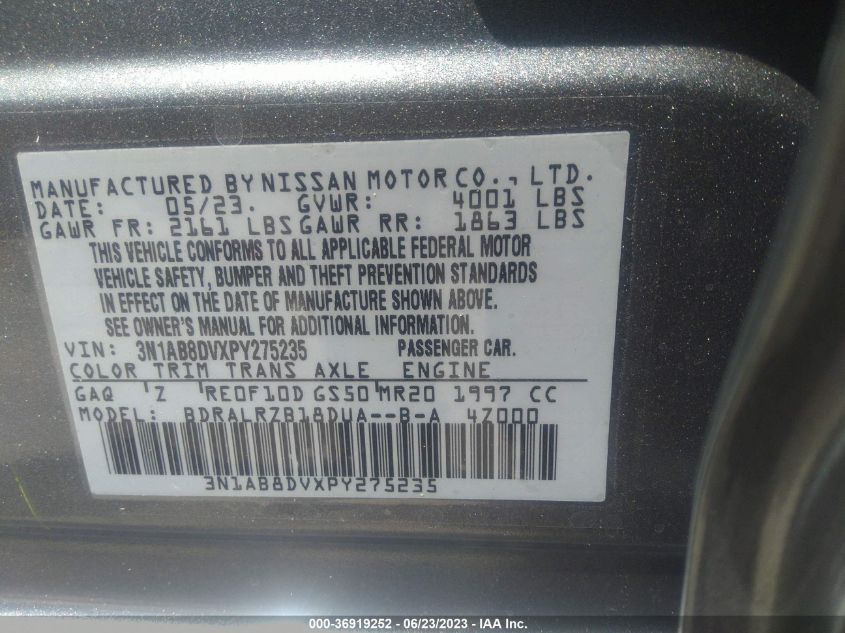 MANUFACTURED BY NISSAN MOTOR CO., LTD.
DATE: 05/23. GVWR: 4001 LBS
GAWR FR: 2161 LBS GAWR RR: 1863 LBS
THIS VEHICLE CONFORMS TO ALL APPLICABLE FEDERAL MOTOR
VEHICLE SAFETY, BUMPER AND THEFT PREVENTION STANDARDS
IN EFFECT ON THE DATE OF MANUFACTURE SHOWN ABOVE.
SEE OWNER'S MANUAL FOR ADDITIONAL INFORMATION.
VIN: 3N1AB8DVXPY275235 PASSENGER CAR.
COLOR TRIM TRANS AXLE ENGINE
GAQ Z RE0F10D GS50 MR20 1997 CC
MODEL: BDRALRZB18DUA--B-A 4Z000
3N1AB8DVXPY275235
000-36919252 - 06/23/2023 - IAA Inc.